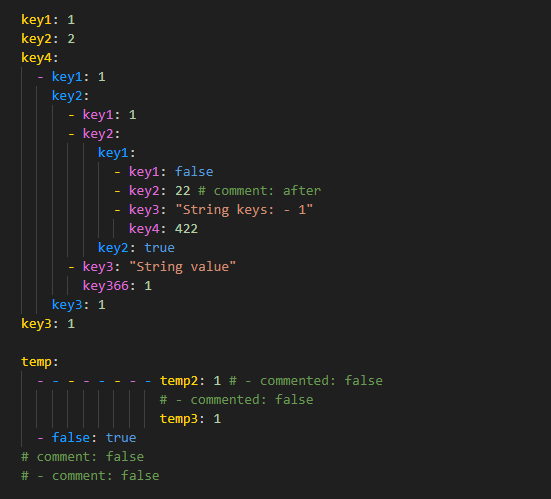 key1: 1
key2: 2
key4:
  - key1: 1
    key2:
      - key1: 1
      - key2:
          key1:
            - key1: false
            - key2: 22 # comment: after
            - key3: "String keys: - 1"
              key4: 422
          key2: true
      - key3: "String value"
        key366: 1
    key3: 1
key3: 1

temp:
  - - - - - - - - temp2: 1 # - commented: false
                  # - commented: false
                  temp3: 1
  - false: true
# comment: false
# - comment: false